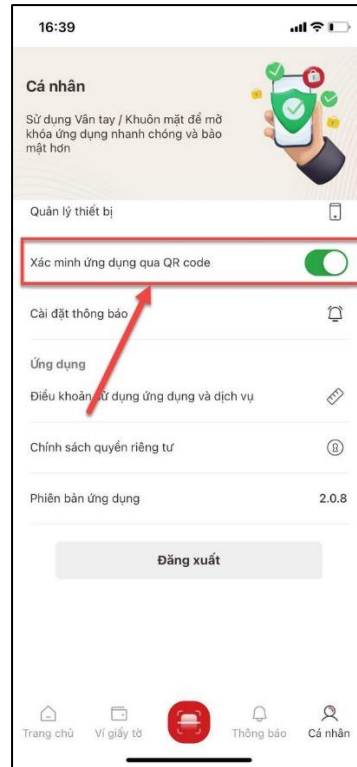 16:39
Cá nhân
Sử dụng Vân tay / Khuôn mặt để mở
khóa ứng dụng nhanh chóng và bảo
mật hơn
Quản lý thiết bị
Xác minh ứng dụng qua QR code
Cài đặt thông báo
Ứng dụng
Điều khoản sử dụng ứng dụng và dịch vụ
Chính sách quyền riêng tư
Phiên bản ứng dụng 2.0.8
Đăng xuất
Trang chủ Ví giấy tờ Thông báo Cá nhân